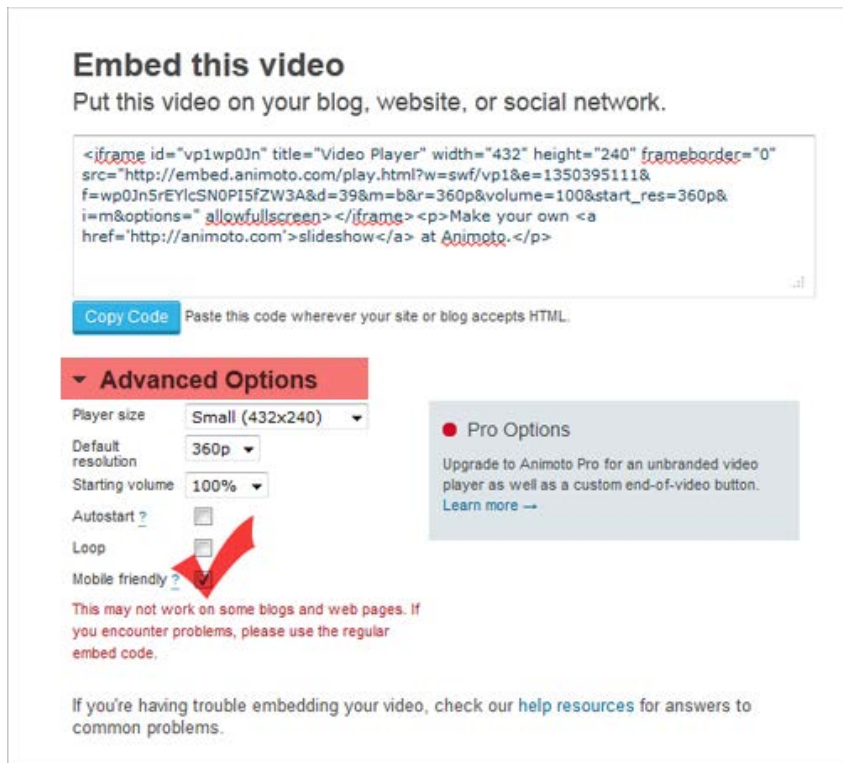 Embed this video
Put this video on your blog, website, or social network.
<iframe id="vp1wp0Jn" title="Video Player" width="432" height="240" frameborder="0"
src="http://embed.animoto.com/play.html?w=swf/vp1&e=1350395111&
f=wp0Jn5rEYlcSN0PI5fZW3A&d=39&m=b&r=360p&volume=100&start_res=360p&
i=m&options=" allowfullscreen></iframe><p>Make your own <a
href='http://animoto.com'>slideshow</a> at Animoto.</p>
Copy Code Paste this code wherever your site or blog accepts HTML.
Advanced Options
Player size Small (432x240)
Default
resolution 360p
Starting volume 100%
Autostart ?
Loop
Mobile friendly ?
This may not work on some blogs and web pages. If
you encounter problems, please use the regular
embed code.
Pro Options
Upgrade to Animoto Pro for an unbranded video
player as well as a custom end-of-video button.
Learn more →
If you're having trouble embedding your video, check our help resources for answers to
common problems.